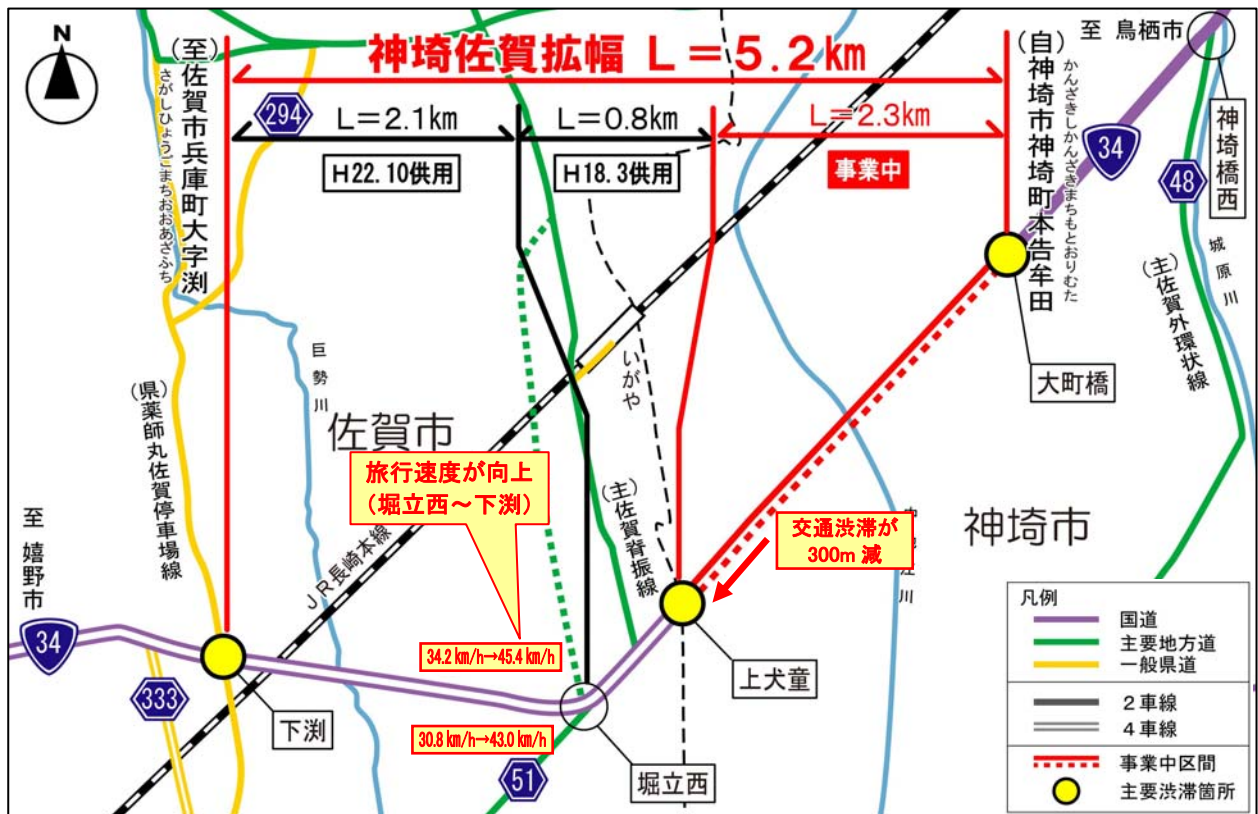 N
神埼佐賀拡幅 L=5.2km
(至)佐賀市兵庫町大字渕
さがしひょうごまちおおあざふち
294
L=2.1km
L=0.8km
L=2.3km
H22.10供用
H18.3供用
事業中
(自)神埼市神埼町本告牟田
かんざきしかんざきまちもとおりむた
至 鳥栖市
34
48
神埼橋西
城原川
(主)佐賀外環状線
大町橋
巨勢川
いがや
佐賀市
(県)薬師丸佐賀停車場線
旅行速度が向上
(堀立西~下渕)
JR長崎本線
(主)佐賀脊振線
交通渋滞が
300m 減
神埼市
至 嬉野市
34
34.2km/h→45.4km/h
上犬童
333
下渕
30.8km/h→43.0km/h
51
堀立西
凡例
国道
主要地方道
一般県道
2車線
4車線
事業中区間
主要渋滞箇所